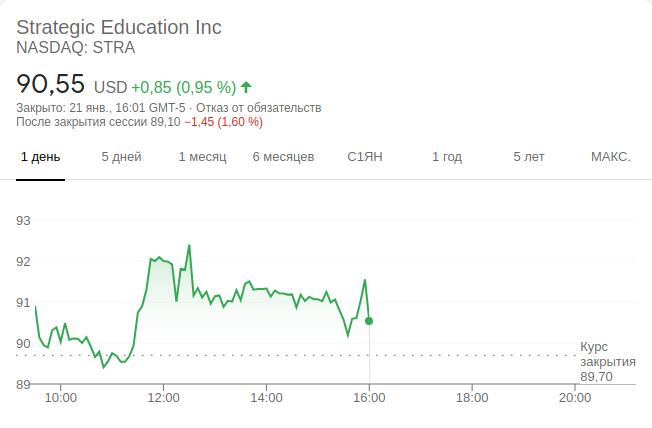 Strategic Education Inc
NASDAQ: STRA
90,55 USD +0,85 (0,95 %)
Закрыто: 21 янв., 16:01 GMT-5 · Отказ от обязательств
После закрытия сессии 89,10 −1,45 (1,60 %)
1 день 5 дней 1 месяц 6 месяцев С1ЯН 1 год 5 лет МАКС.
93
92
91
90
Курс
закрытия
89,70
89
10:00 12:00 14:00 16:00 18:00 20:00